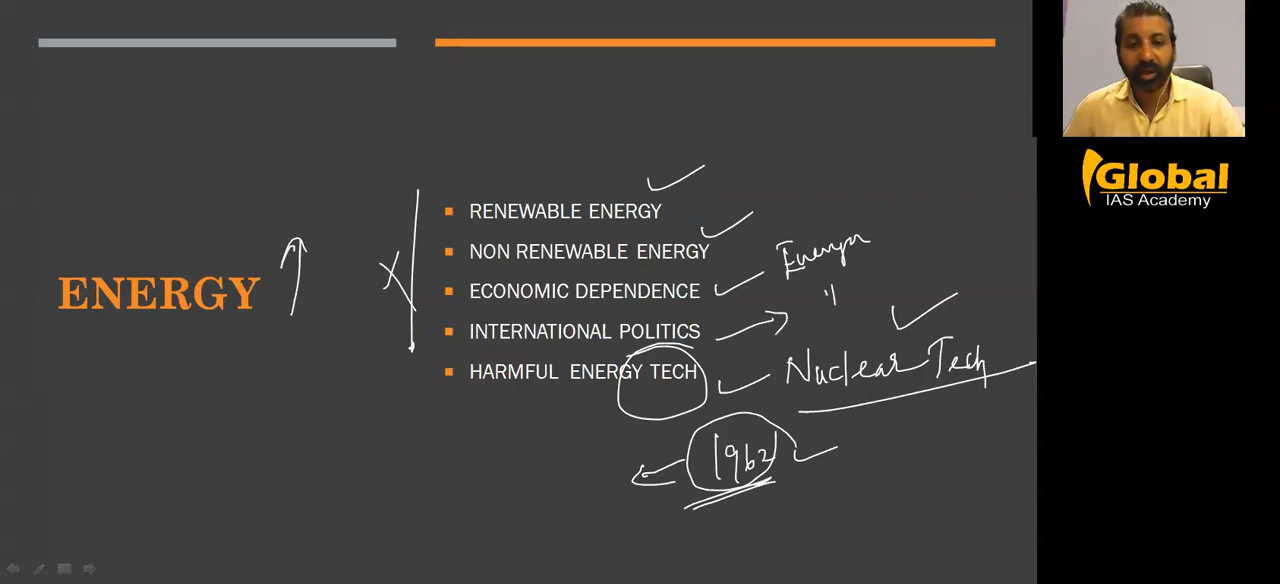 Global
IAS Academy
ENERGY
RENEWABLE ENERGY
NON RENEWABLE ENERGY
ECONOMIC DEPENDENCE
INTERNATIONAL POLITICS
HARMFUL ENERGY TECH
Nuclear Tech
1962